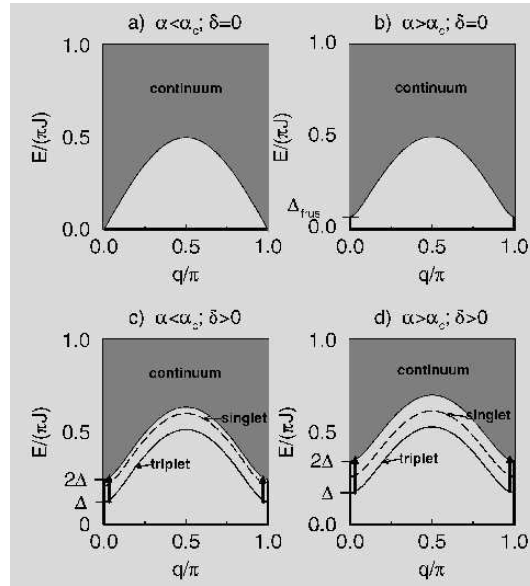 a) α<α_c; δ=0
b) α>α_c; δ=0
1.0
1.0
continuum
continuum
E/(πJ)
0.5
E/(πJ)
0.5
Δfrus
0.0
0.0
0.0
0.5
1.0
0.0
0.5
1.0
q/π
q/π
c) α<α_c; δ>0
d) α>α_c; δ>0
1.0
1.0
continuum
continuum
E/(πJ)
0.5
singlet
E/(πJ)
0.5
singlet
2Δ
triplet
2Δ
triplet
Δ
Δ
0
0.0
0.0
0.5
1.0
0.0
0.5
1.0
q/π
q/π